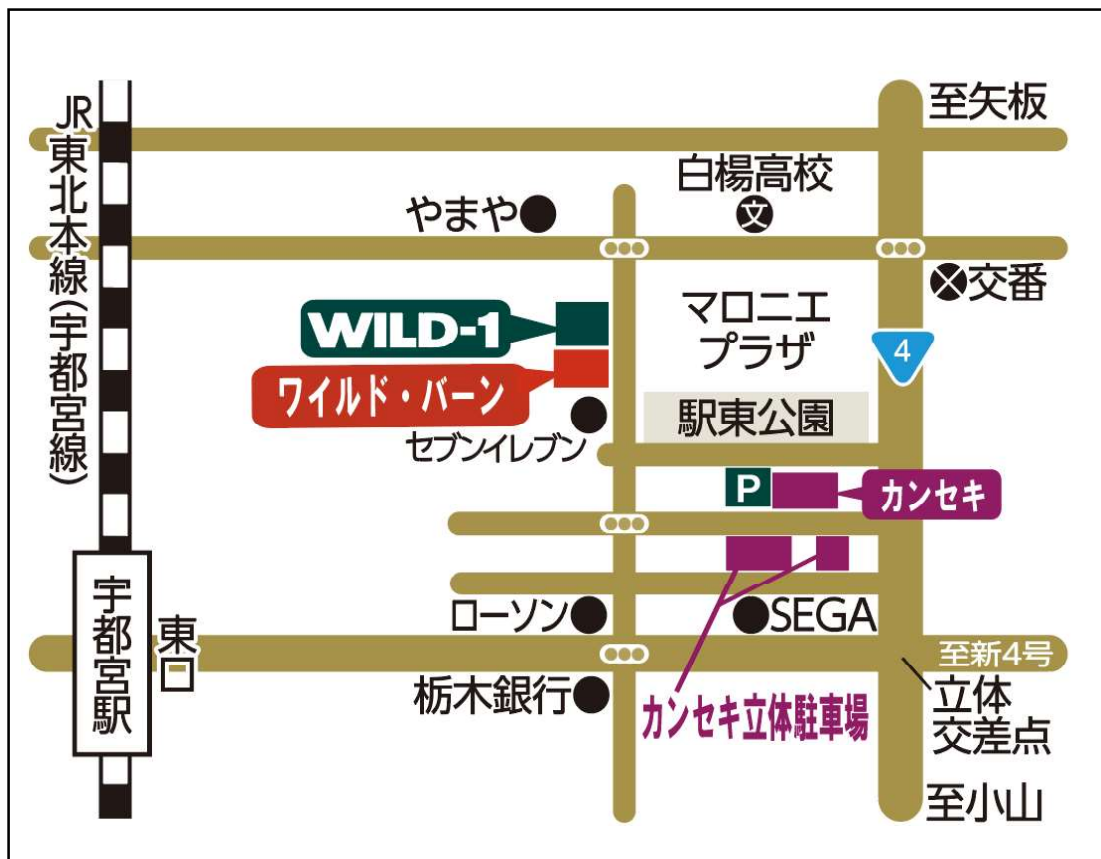 至矢板
JR東北本線(宇都宮線)
白楊高校
文
やまや
交番
WILD-1
マロニエ
プラザ
4
ワイルド・バーン
駅東公園
セブンイレブン
P
カンセキ
宇都宮駅
東口
ローソン
SEGA
至新4号
栃木銀行
カンセキ立体駐車場
立体
交差点
至小山